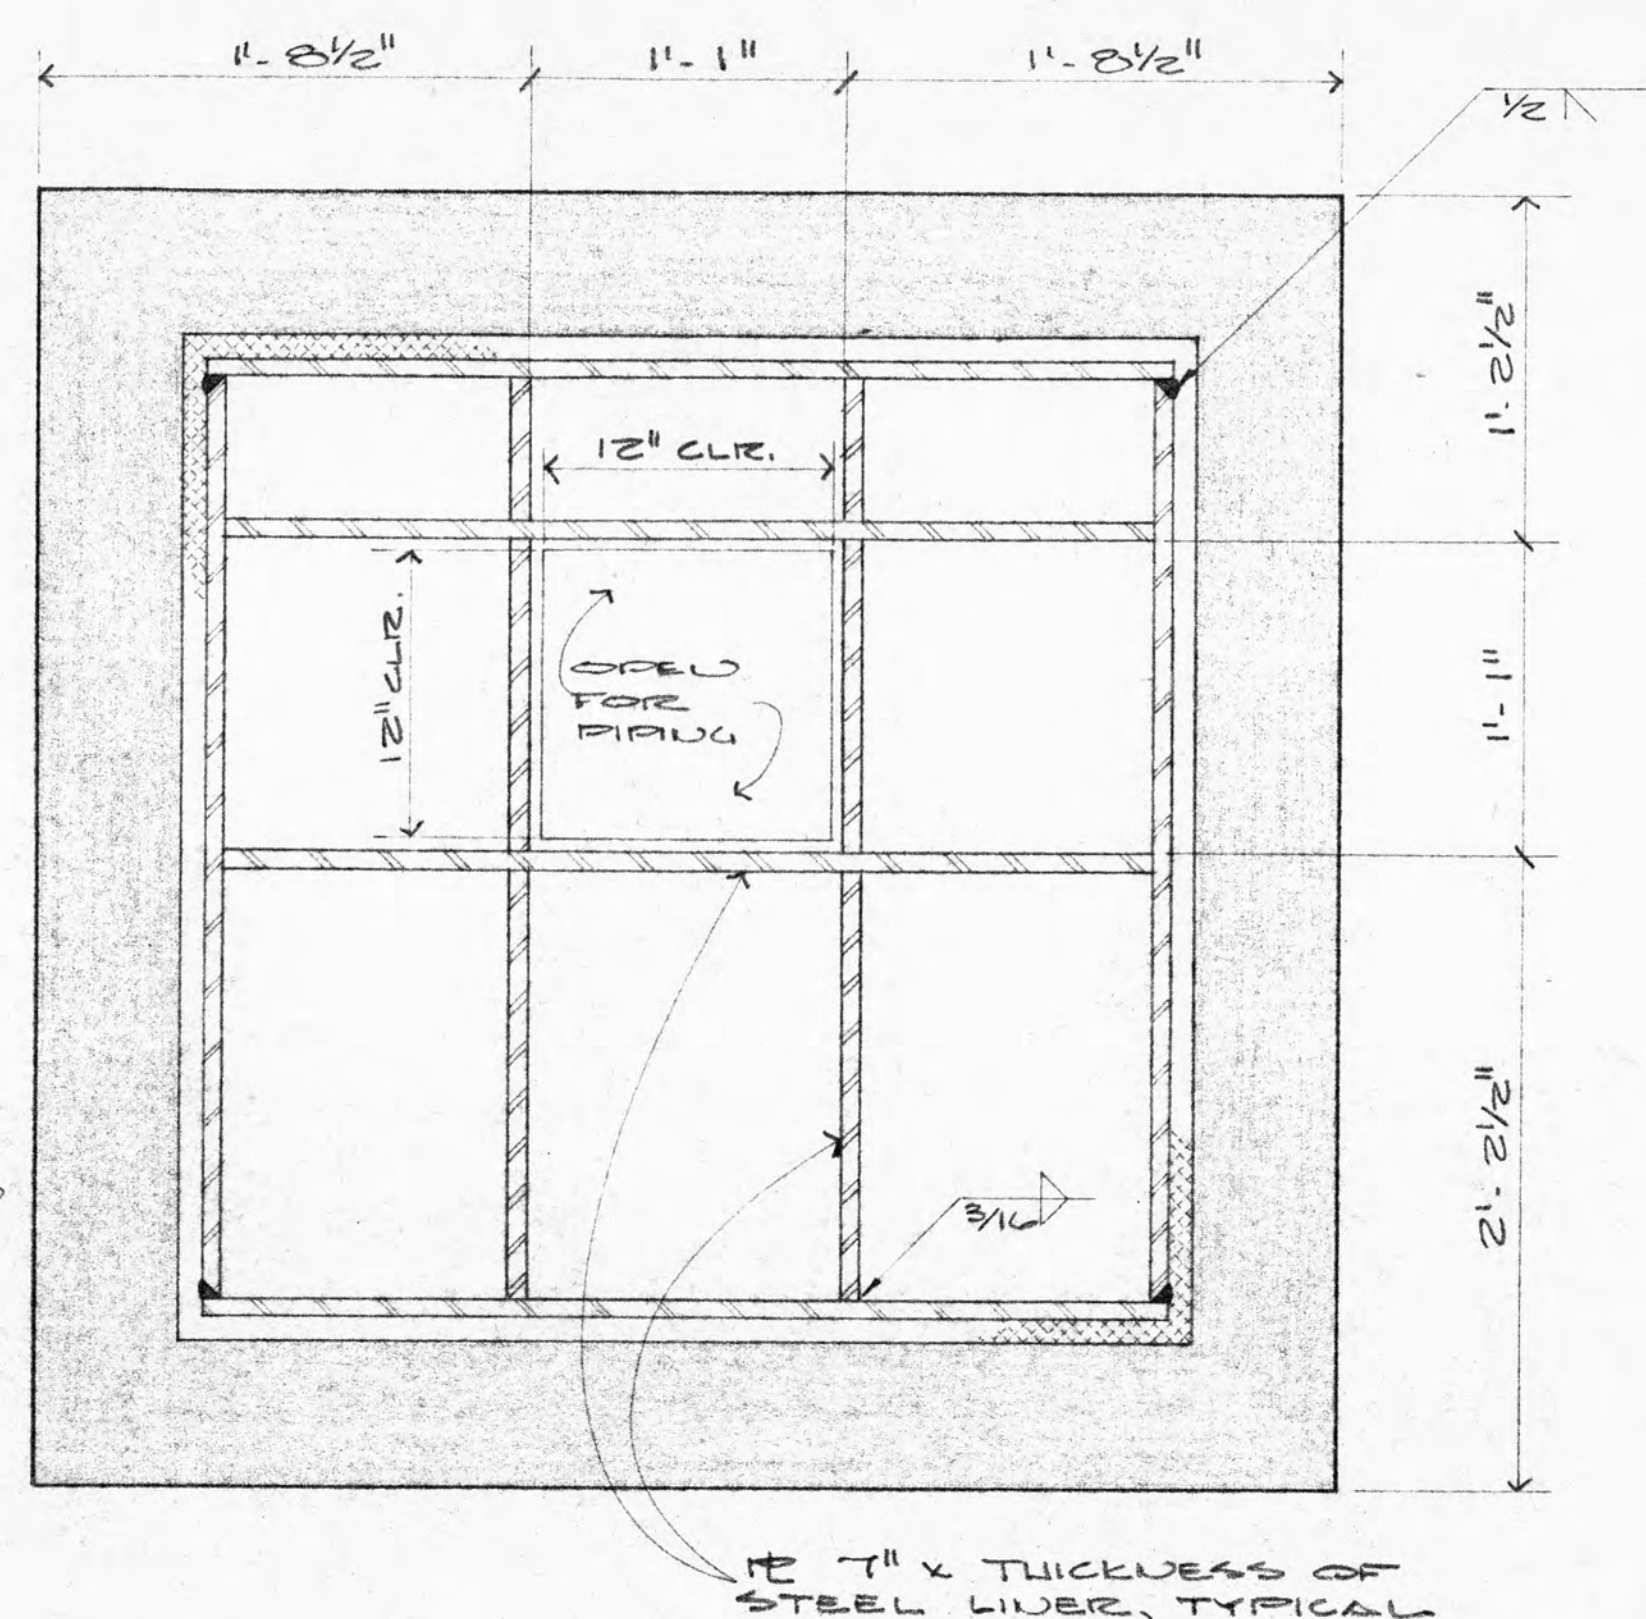 1'-8½" 1'-1" 1'-8½"
½
1'-2½"
12" CLR.
12" CLR.
OPEN
FOR
PIPING
1'-1"
3/16
2'-2½"
PL 7" x THICKNESS OF
STEEL LINER, TYPICAL